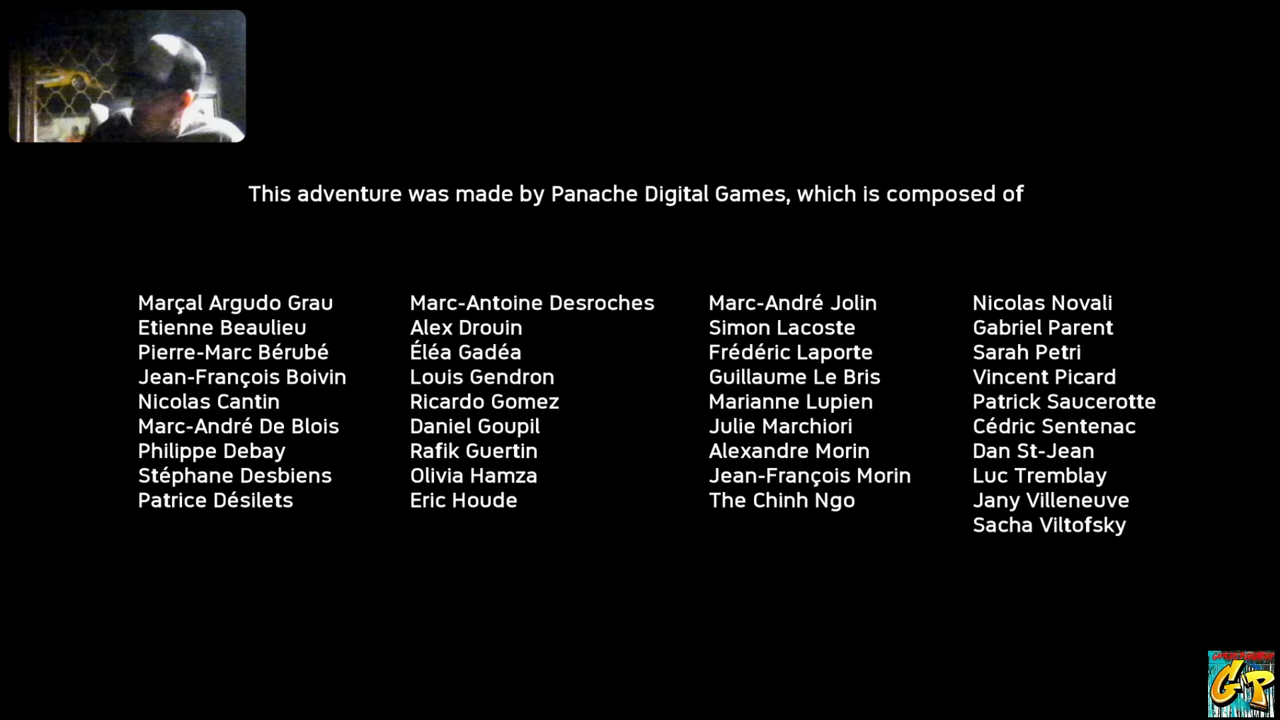 This adventure was made by Panache Digital Games, which is composed of
Marçal Argudo Grau
Etienne Beaulieu
Pierre-Marc Bérubé
Jean-François Boivin
Nicolas Cantin
Marc-André De Blois
Philippe Debay
Stéphane Desbiens
Patrice Désilets
Marc-Antoine Desroches
Alex Drouin
Éléa Gadéa
Louis Gendron
Ricardo Gomez
Daniel Goupil
Rafik Guertin
Olivia Hamza
Eric Houde
Marc-André Jolin
Simon Lacoste
Frédéric Laporte
Guillaume Le Bris
Marianne Lupien
Julie Marchiori
Alexandre Morin
Jean-François Morin
The Chinh Ngo
Nicolas Novali
Gabriel Parent
Sarah Petri
Vincent Picard
Patrick Saucerotte
Cédric Sentenac
Dan St-Jean
Luc Tremblay
Jany Villeneuve
Sacha Viltofsky
GP